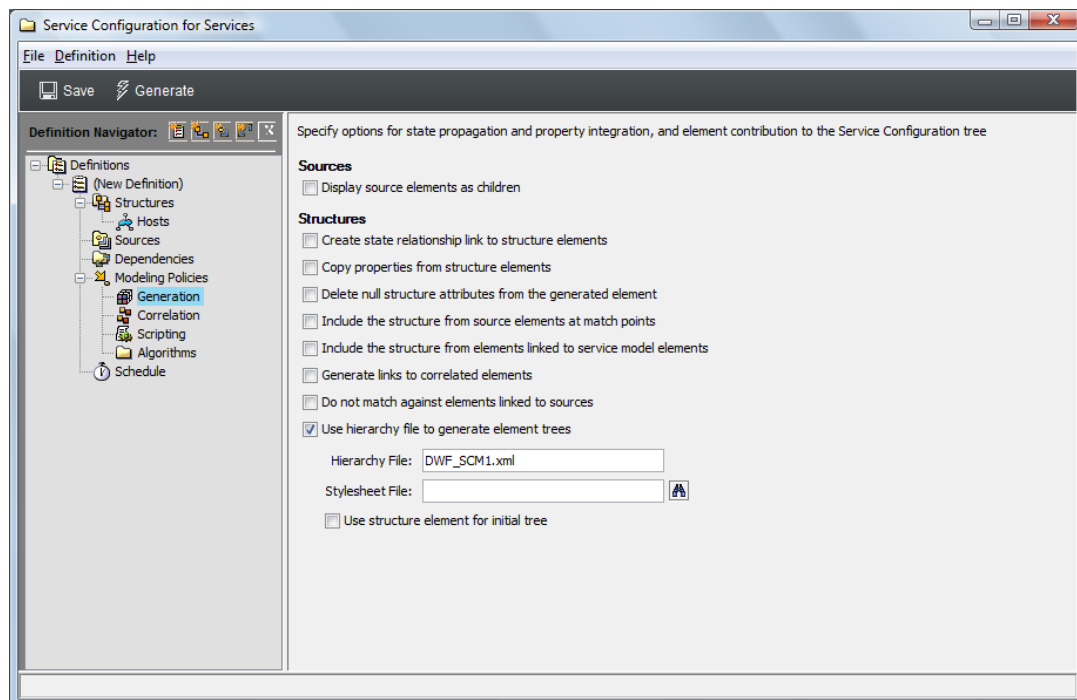 Service Configuration for Services
File Definition Help
Save Generate
Definition Navigator:
Definitions
(New Definition)
Structures
Hosts
Sources
Dependencies
Modeling Policies
Generation
Correlation
Scripting
Algorithms
Schedule
Specify options for state propagation and property integration, and element contribution to the Service Configuration tree
Sources
Display source elements as children
Structures
Create state relationship link to structure elements
Copy properties from structure elements
Delete null structure attributes from the generated element
Include the structure from source elements at match points
Include the structure from elements linked to service model elements
Generate links to correlated elements
Do not match against elements linked to sources
Use hierarchy file to generate element trees
Hierarchy File: DWF_SCM1.xml
Stylesheet File:
Use structure element for initial tree